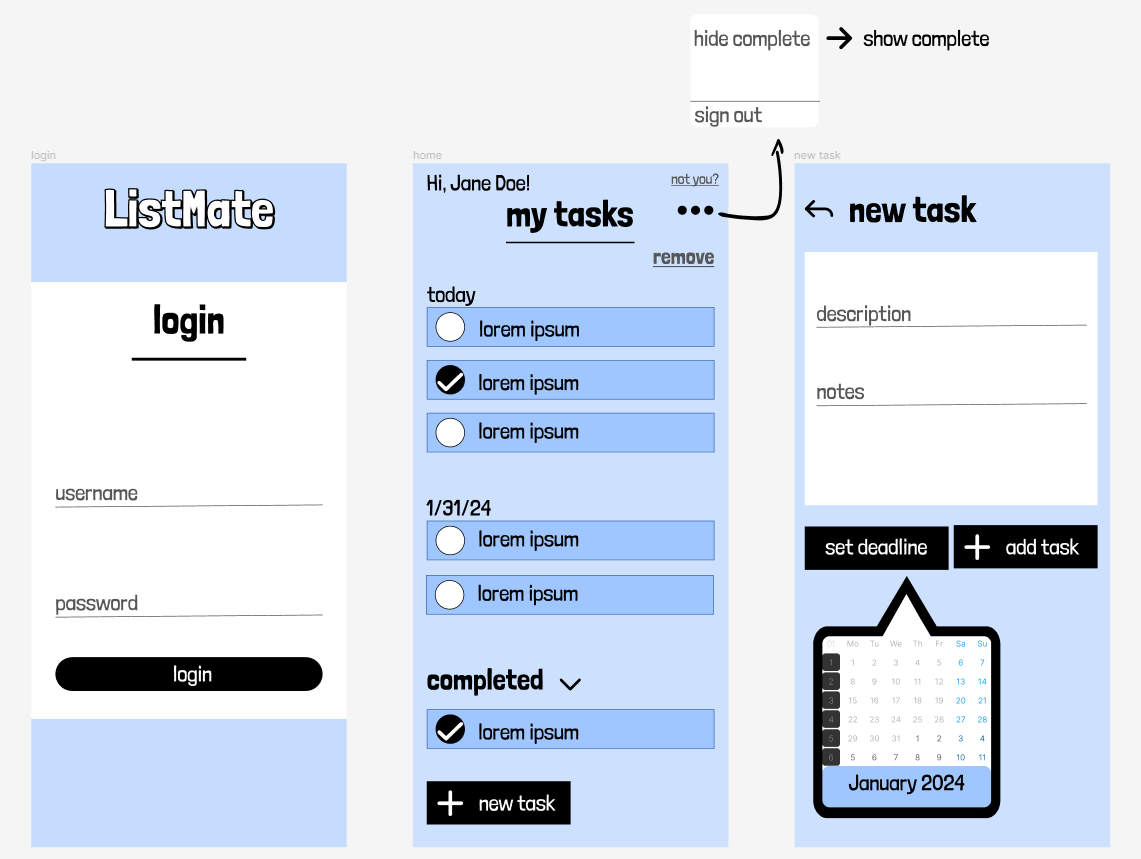 hide complete
show complete
sign out
login
ListMate
login
username
password
login
home
Hi, Jane Doe!
not you?
my tasks
remove
today
lorem ipsum
lorem ipsum
lorem ipsum
1/31/24
lorem ipsum
lorem ipsum
completed
lorem ipsum
new task
new task
new task
description
notes
set deadline
add task
01 Mo Tu We Th Fr Sa Su
1 1 2 3 4 5 6 7
2 8 9 10 11 12 13 14
3 15 16 17 18 19 20 21
4 22 23 24 25 26 27 28
5 29 30 31 1 2 3 4
6 5 6 7 8 9 10 11
January 2024